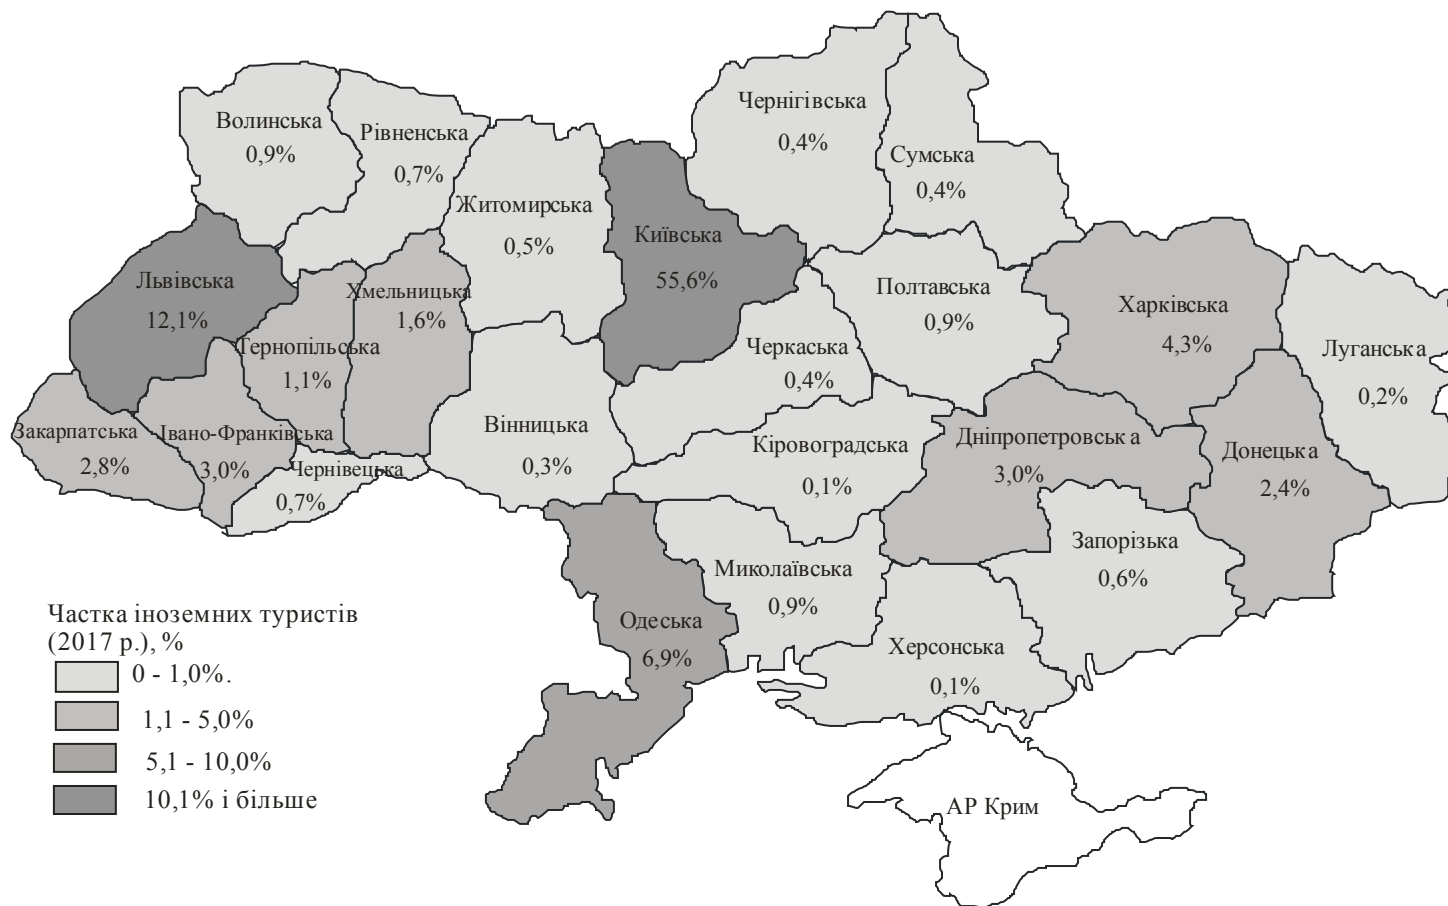 Чернігівська
0,4%
Волинська
0,9%
Рівненська
0,7%
Сумська
0,4%
Житомирська
0,5%
Київська
55,6%
Львівська
12,1%
Хмельницька
1,6%
Полтавська
0,9%
Харківська
4,3%
Тернопільська
1,1%
Черкаська
0,4%
Луганська
0,2%
Закарпатська
2,8%
Івано-Франківська
3,0%
Вінницька
0,3%
Кіровоградська
0,1%
Дніпропетровська
3,0%
Донецька
2,4%
Чернівецька
0,7%
Запорізька
0,6%
Миколаївська
0,9%
Одеська
6,9%
Херсонська
0,1%
АР Крим
Частка іноземних туристів
(2017 р.), %
0 - 1,0%.
1,1 - 5,0%
5,1 - 10,0%
10,1% і більше